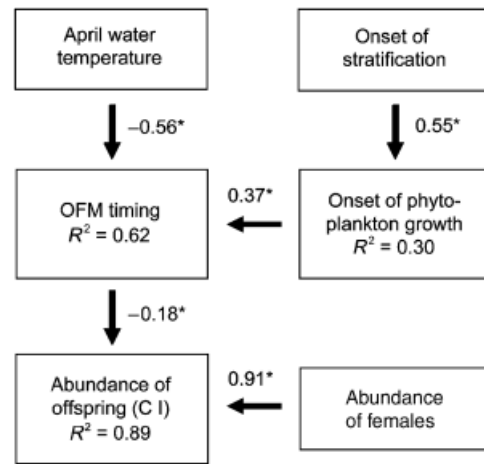 April water
temperature
Onset of
stratification
−0.56*
0.55*
OFM timing
R² = 0.62
0.37*
Onset of phyto-
plankton growth
R² = 0.30
−0.18*
Abundance of
offspring (C I)
R² = 0.89
0.91*
Abundance
of females